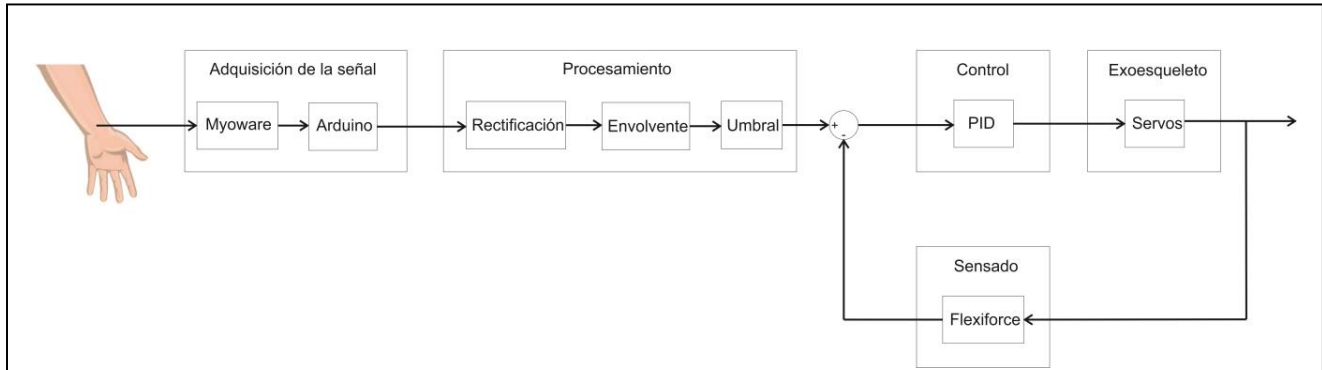 Adquisición de la señal
Myoware
Arduino
Procesamiento
Rectificación
Envolvente
Umbral
+
-
Control
PID
Exoesqueleto
Servos
Sensado
Flexiforce